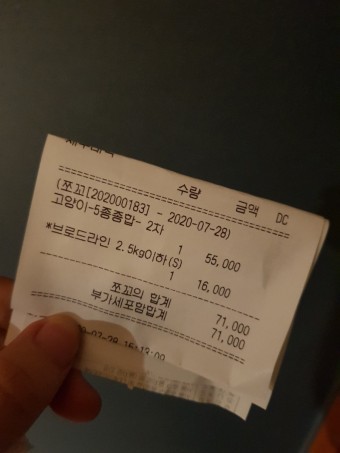 수량 금액 DC
(쪼꼬[202000183] - 2020-07-28)
고양이-5종종합- 2차
1 55,000
*브로드라인 2.5kg이하(S)
1 16,000
쪼꼬의 합계 71,000
부가세포함합계 71,000